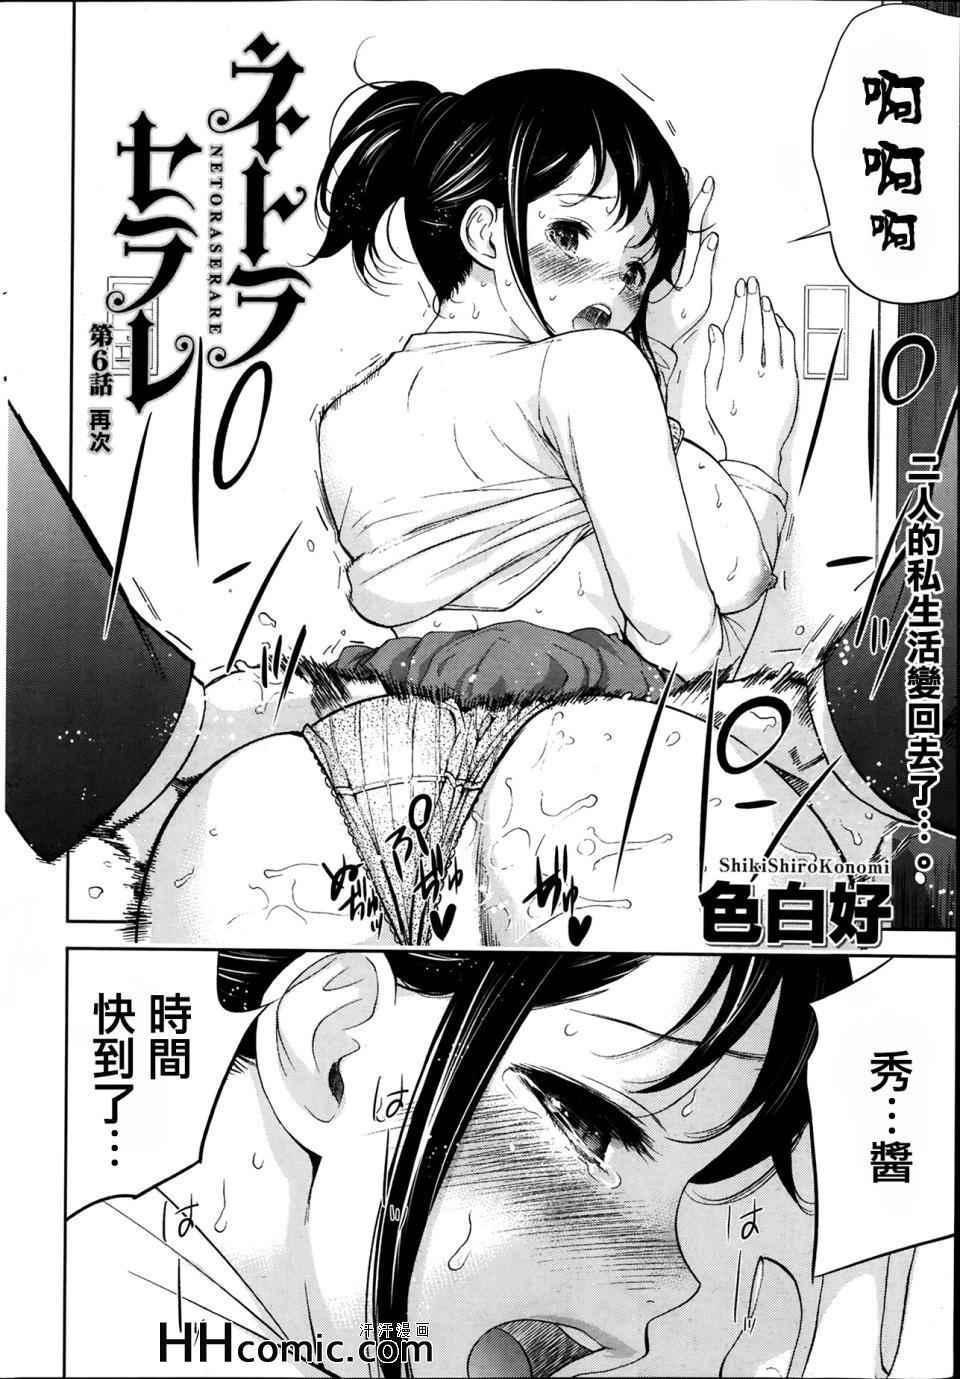 啊啊啊
ネトラ
セラレ
NETORASERARE
第6話 再次
二人的私生活變回去了…。
ShikiShiroKonomi
色白好
秀…醬
時間
快到了…
は
は
は
は
汗汗漫画
HHcomic.com